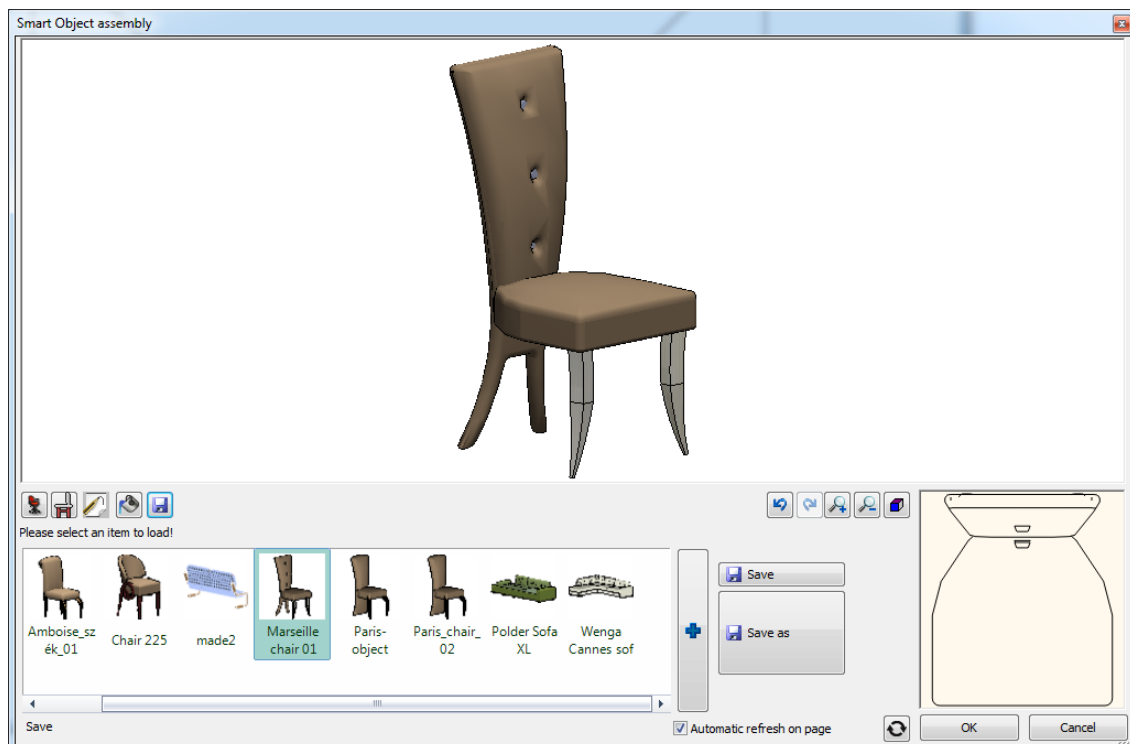 Smart Object assembly
Please select an item to load!
Amboise_sz
ék_01
Chair 225
made2
Marseille
chair 01
Paris-
object
Paris_chair_
02
Polder Sofa
XL
Wenga
Cannes sof
Save
Save as
Save
Automatic refresh on page
OK
Cancel